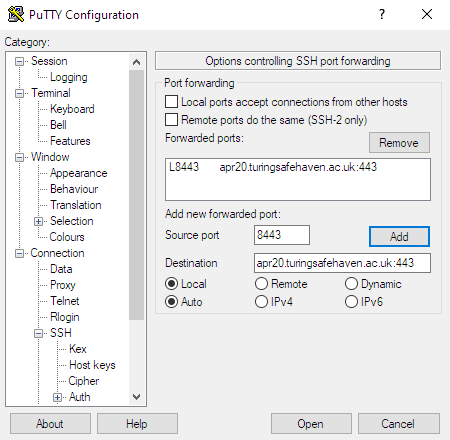 PuTTY Configuration
?
Category:
Session
Logging
Terminal
Keyboard
Bell
Features
Window
Appearance
Behaviour
Translation
Selection
Colours
Connection
Data
Proxy
Telnet
Rlogin
SSH
Kex
Host keys
Cipher
Auth
Options controlling SSH port forwarding
Port forwarding
Local ports accept connections from other hosts
Remote ports do the same (SSH-2 only)
Forwarded ports: Remove
L8443 apr20.turingsafehaven.ac.uk:443
Add new forwarded port:
Source port 8443 Add
Destination apr20.turingsafehaven.ac.uk:443
Local Remote Dynamic
Auto IPv4 IPv6
About Help Open Cancel